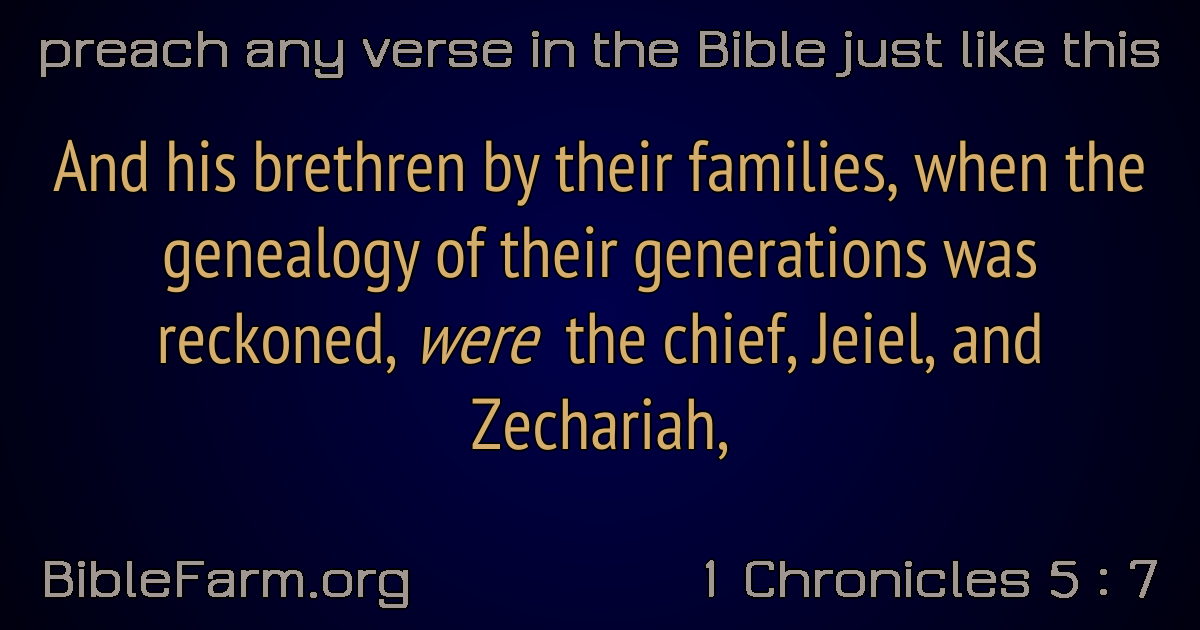 preach any verse in the Bible just like this
And his brethren by their families, when the
genealogy of their generations was
reckoned, were the chief, Jeiel, and
Zechariah,
BibleFarm.org
1 Chronicles 5 : 7